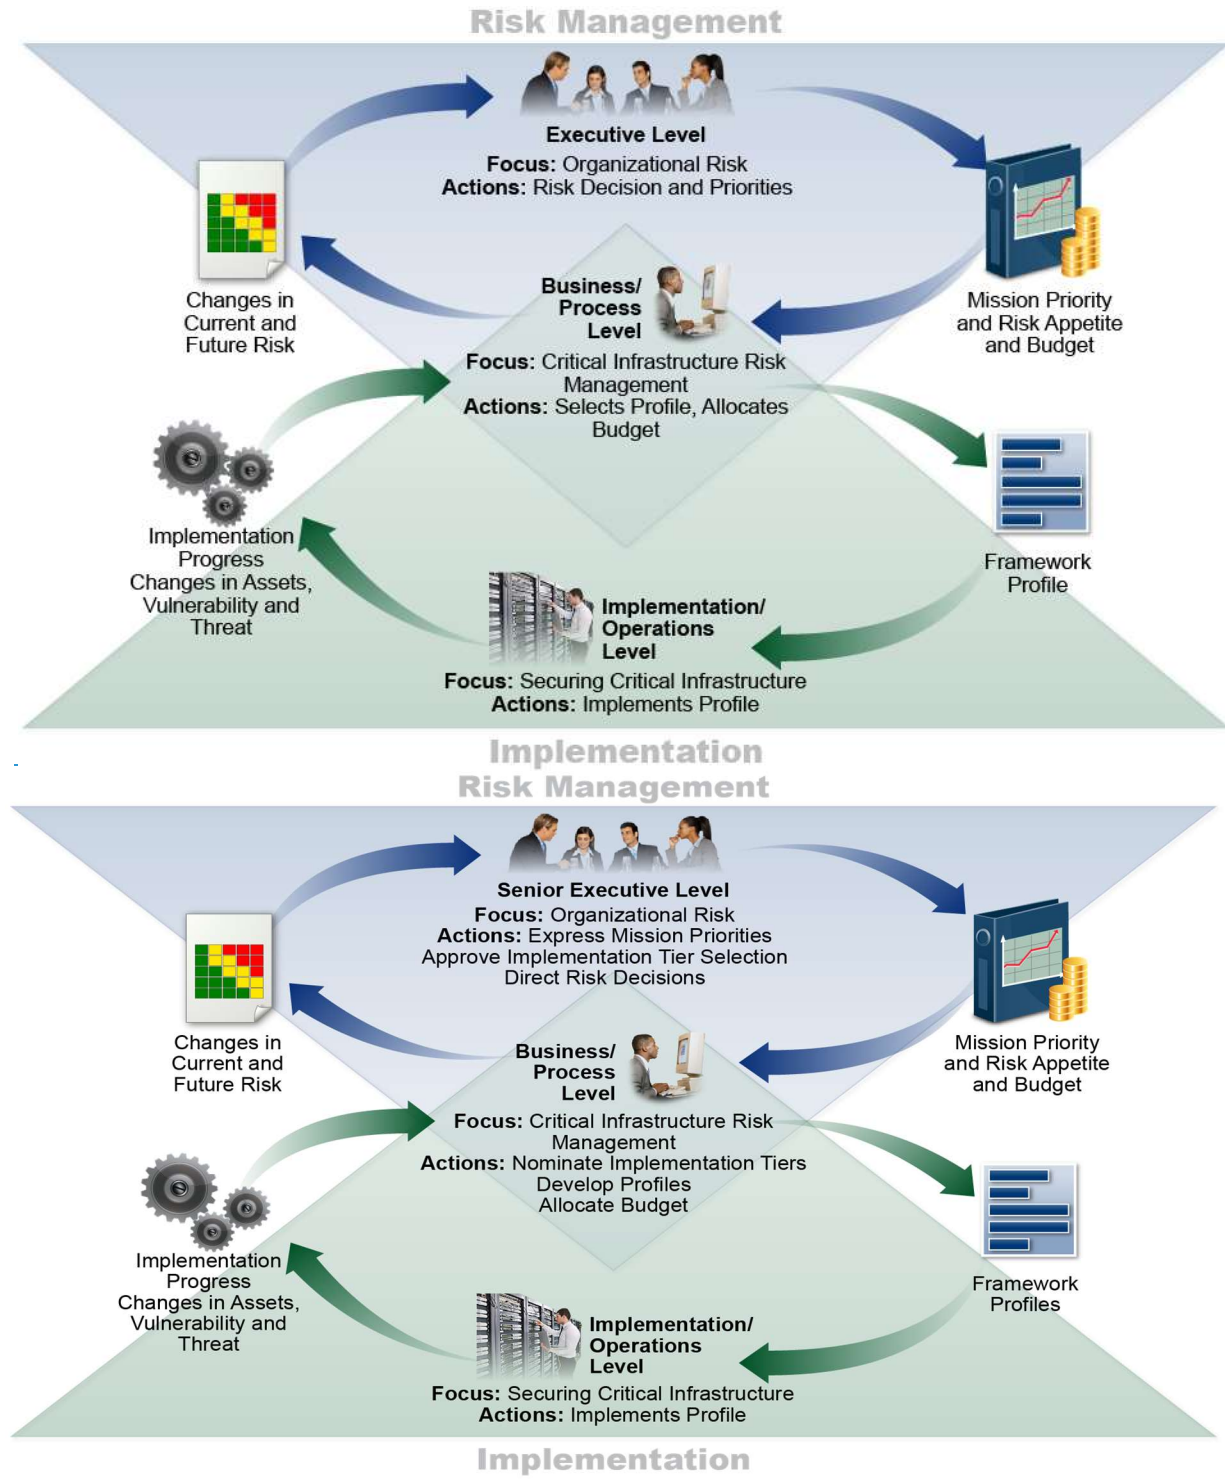 Risk Management
Executive Level
Focus: Organizational Risk
Actions: Risk Decision and Priorities
Changes in
Current and
Future Risk
Mission Priority
and Risk Appetite
and Budget
Business/
Process
Level
Focus: Critical Infrastructure Risk
Management
Actions: Selects Profile, Allocates
Budget
Implementation
Progress
Changes in Assets,
Vulnerability and
Threat
Framework
Profile
Implementation/
Operations
Level
Focus: Securing Critical Infrastructure
Actions: Implements Profile
Implementation
Risk Management
Senior Executive Level
Focus: Organizational Risk
Actions: Express Mission Priorities
Approve Implementation Tier Selection
Direct Risk Decisions
Changes in
Current and
Future Risk
Mission Priority
and Risk Appetite
and Budget
Business/
Process
Level
Focus: Critical Infrastructure Risk
Management
Actions: Nominate Implementation Tiers
Develop Profiles
Allocate Budget
Implementation
Progress
Changes in Assets,
Vulnerability and
Threat
Framework
Profiles
Implementation/
Operations
Level
Focus: Securing Critical Infrastructure
Actions: Implements Profile
Implementation